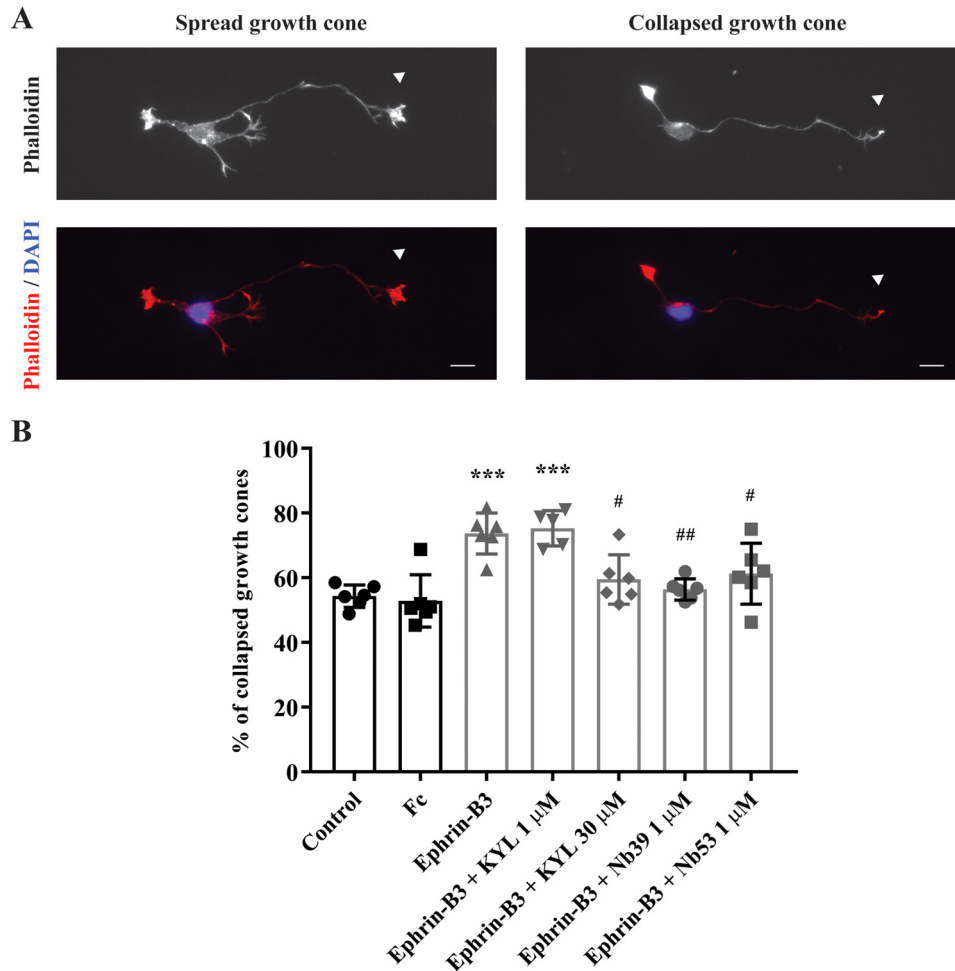 A
Spread growth cone
Collapsed growth cone
Phalloidin
Phalloidin / DAPI
B
% of collapsed growth cones
100
80
60
40
20
0
***
***
#
##
#
Control
Fc
Ephrin-B3
Ephrin-B3 + KYL 1 µM
Ephrin-B3 + KYL 30 µM
Ephrin-B3 + Nb39 1 µM
Ephrin-B3 + Nb53 1 µM